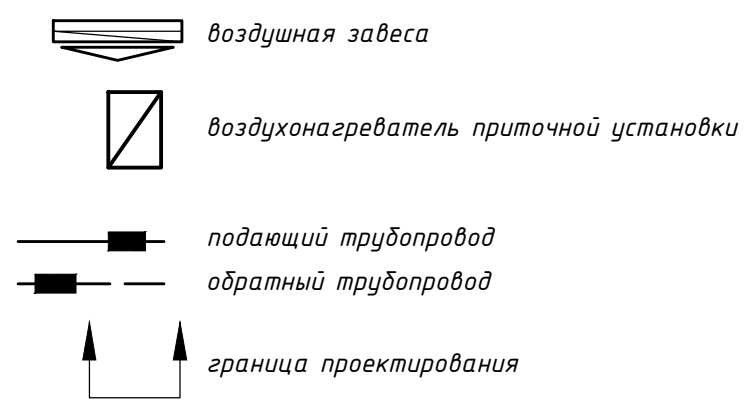 воздушная завеса
воздухонагреватель приточной установки
подающий трубопровод
обратный трубопровод
граница проектирования